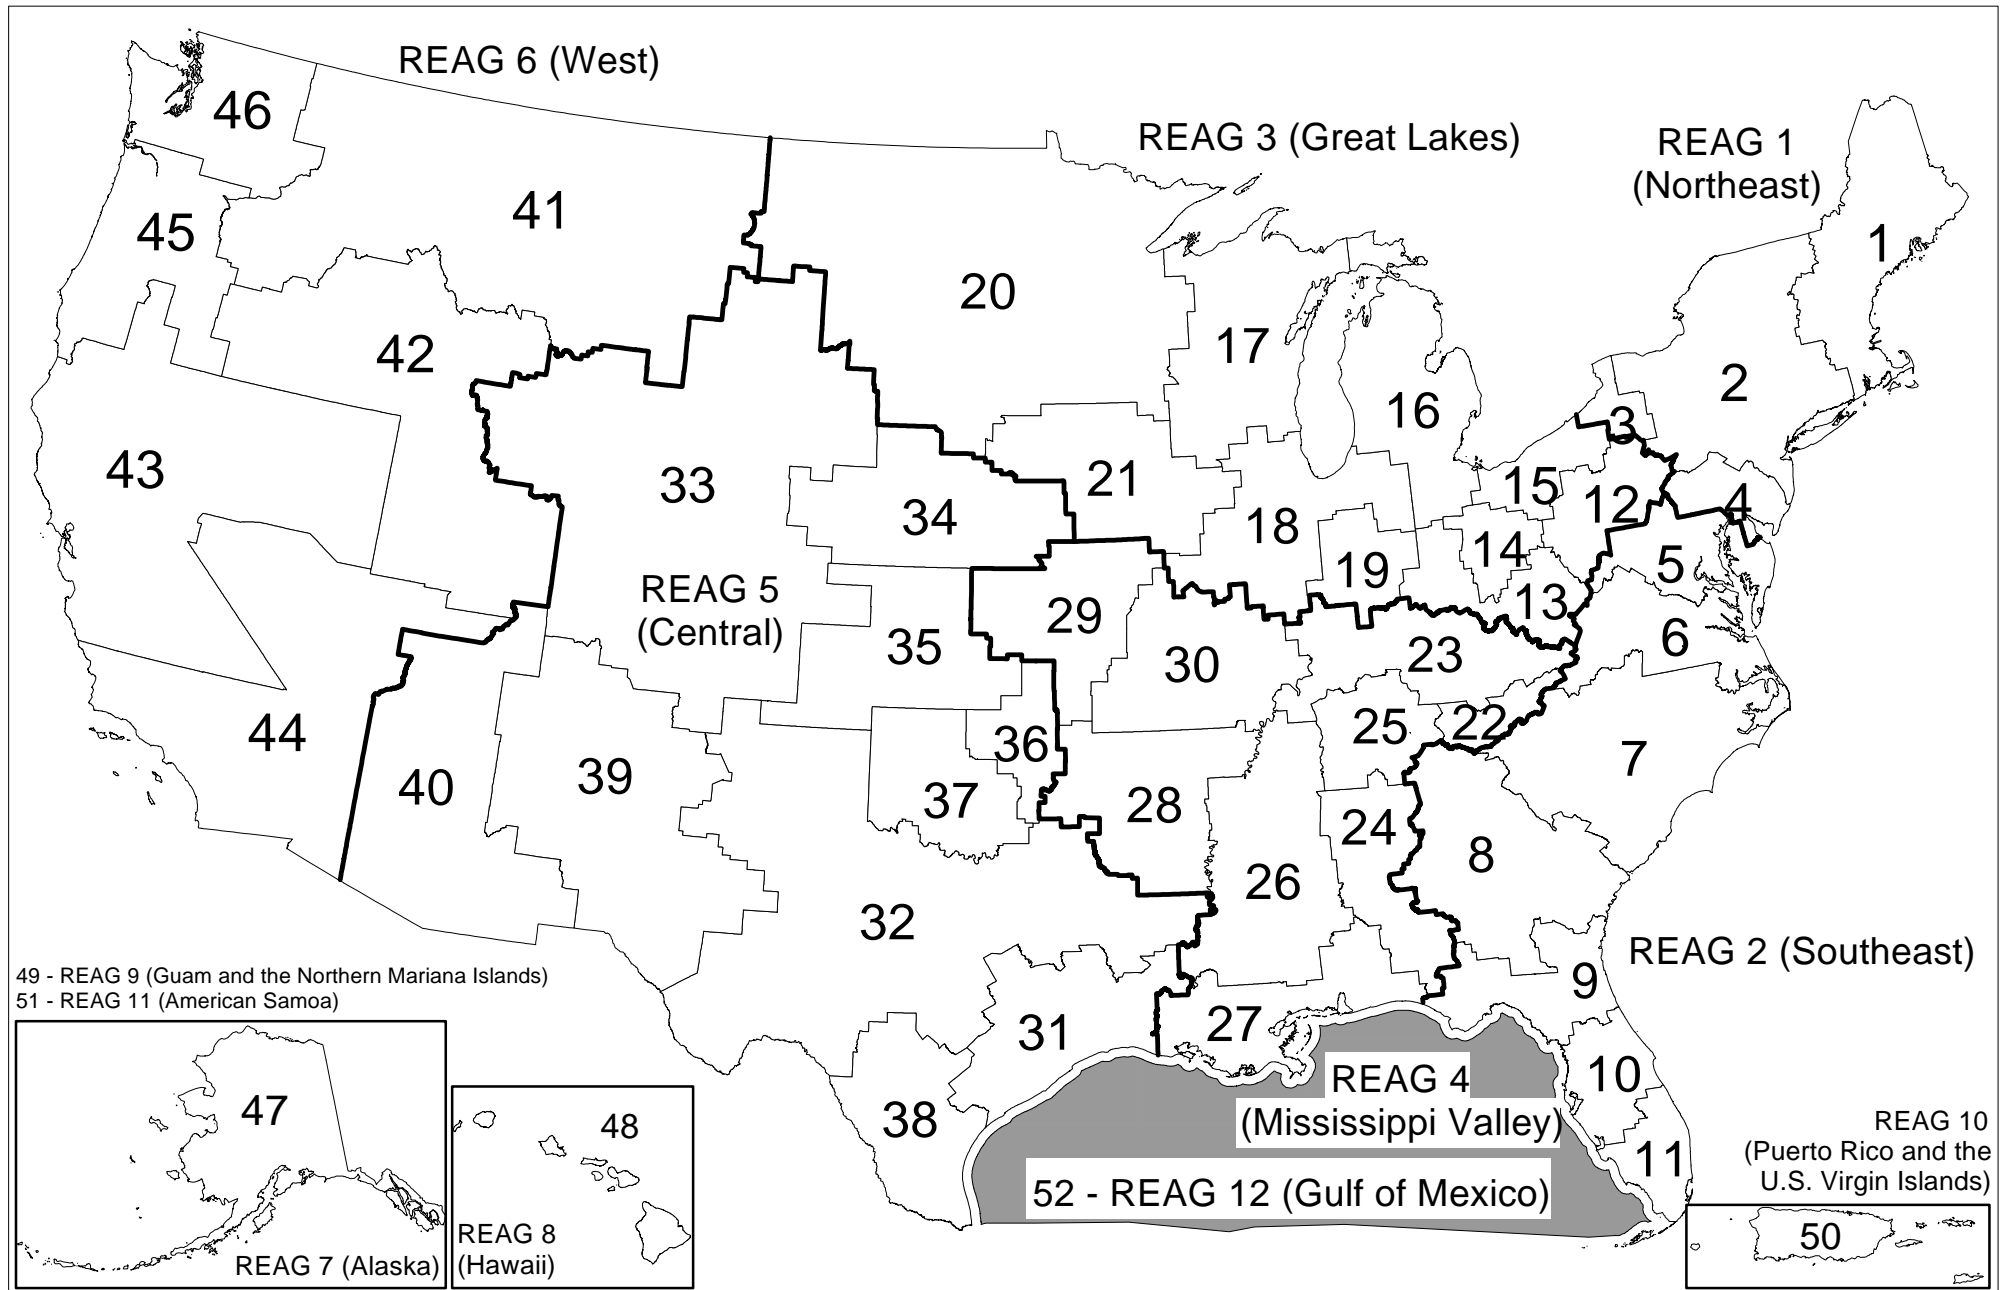 REAG 6 (West)
46
REAG 3 (Great Lakes)
REAG 1
(Northeast)
41
45
1
20
42
17
2
16
3
43
33
21
15
4
34
18
12
14
5
19
REAG 5
(Central)
29
13
35
30
23
6
44
36
25
22
39
40
37
28
7
24
8
26
32
REAG 2 (Southeast)
49 - REAG 9 (Guam and the Northern Mariana Islands)
51 - REAG 11 (American Samoa)
9
27
31
10
REAG 4
(Mississippi Valley)
47
48
38
11
REAG 10
(Puerto Rico and the
U.S. Virgin Islands)
52 - REAG 12 (Gulf of Mexico)
REAG 7 (Alaska)
REAG 8
(Hawaii)
50